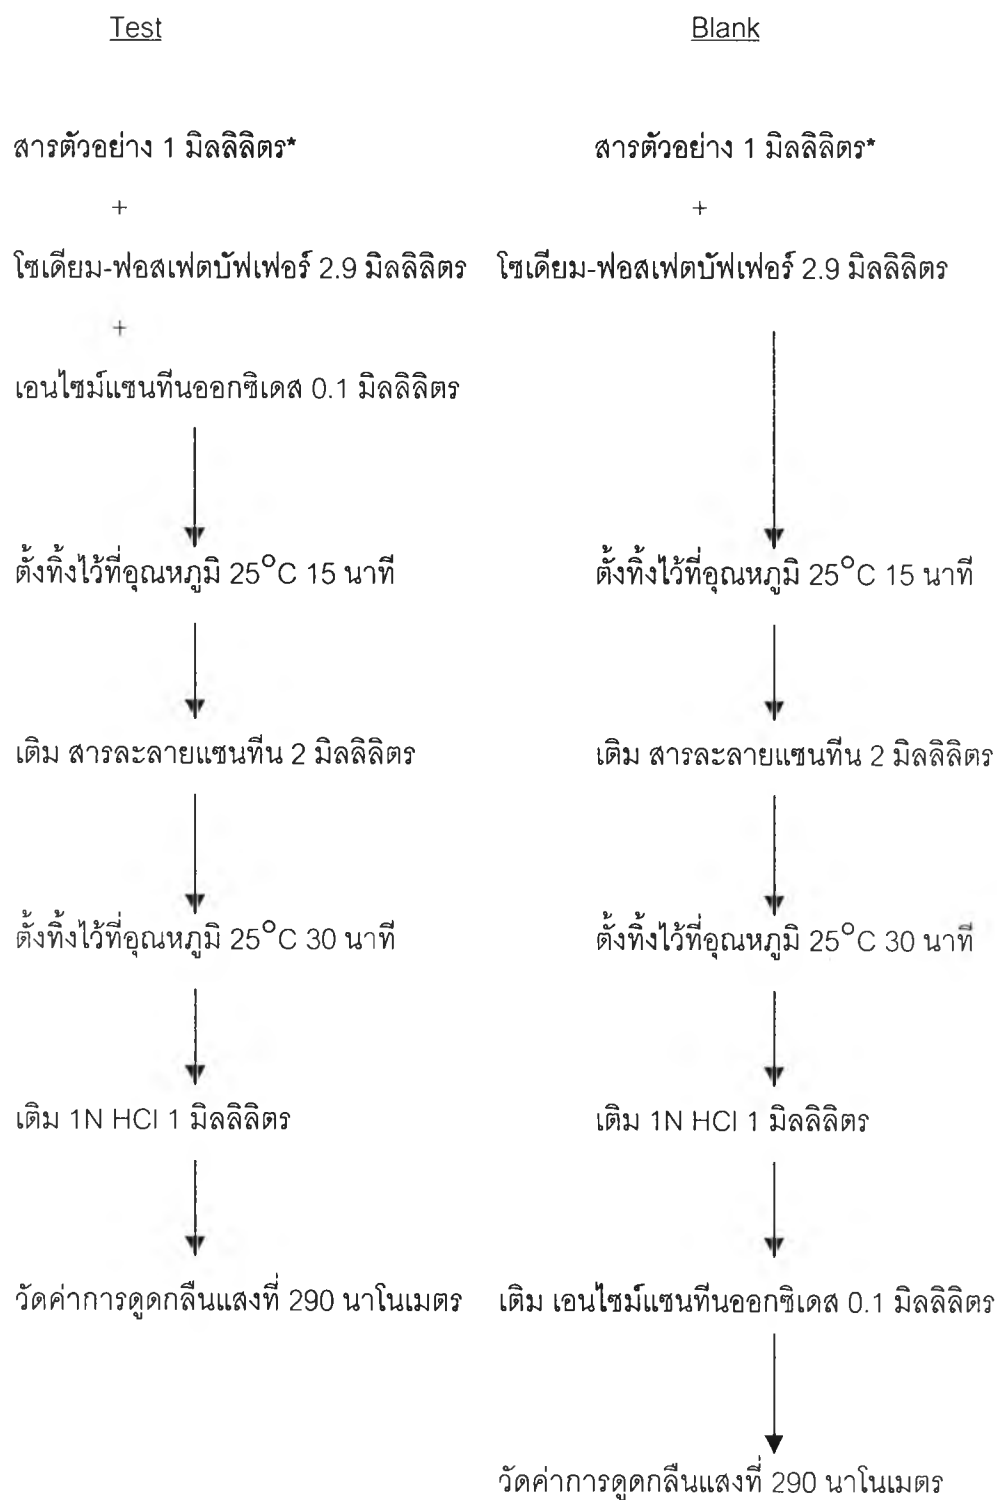 Test
Blank
สารตัวอย่าง 1 มิลลิลิตร*
สารตัวอย่าง 1 มิลลิลิตร*
+
+
โซเดียม-ฟอสเฟตบัฟเฟอร์ 2.9 มิลลิลิตร
โซเดียม-ฟอสเฟตบัฟเฟอร์ 2.9 มิลลิลิตร
+
เอนไซม์แซนทีนออกซิเดส 0.1 มิลลิลิตร
ตั้งทิ้งไว้ที่อุณหภูมิ 25°C 15 นาที
ตั้งทิ้งไว้ที่อุณหภูมิ 25°C 15 นาที
เติม สารละลายแซนทีน 2 มิลลิลิตร
เติม สารละลายแซนทีน 2 มิลลิลิตร
ตั้งทิ้งไว้ที่อุณหภูมิ 25°C 30 นาที
ตั้งทิ้งไว้ที่อุณหภูมิ 25°C 30 นาที
เติม 1N HCl 1 มิลลิลิตร
เติม 1N HCl 1 มิลลิลิตร
วัดค่าการดูดกลืนแสงที่ 290 นาโนเมตร
เติม เอนไซม์แซนทีนออกซิเดส 0.1 มิลลิลิตร
วัดค่าการดูดกลืนแสงที่ 290 นาโนเมตร